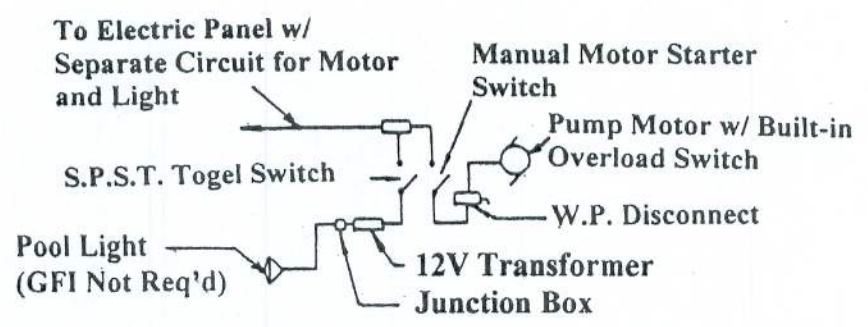 To Electric Panel w/
Separate Circuit for Motor
and Light
Manual Motor Starter
Switch
Pump Motor w/ Built-in
Overload Switch
S.P.S.T. Togel Switch
W.P. Disconnect
Pool Light
(GFI Not Req'd)
12V Transformer
Junction Box